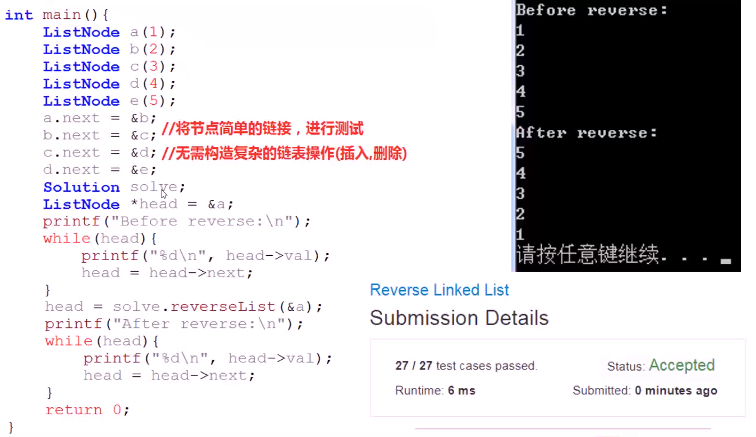 int main(){
ListNode a(1);
ListNode b(2);
ListNode c(3);
ListNode d(4);
ListNode e(5);
a.next = &b;
b.next = &c; //将节点简单的链接，进行测试
c.next = &d; //无需构造复杂的链表操作(插入,删除)
d.next = &e;
Solution solve;
ListNode *head = &a;
printf("Before reverse:\n");
while(head){
printf("%d\n", head->val);
head = head->next;
}
head = solve.reverseList(&a);
printf("After reverse:\n");
while(head){
printf("%d\n", head->val);
head = head->next;
}
return 0;
}
Before reverse:
1
2
3
4
5
After reverse:
5
4
3
2
1
请按任意键继续. . .
Reverse Linked List
Submission Details
27 / 27 test cases passed.
Status: Accepted
Runtime: 6 ms
Submitted: 0 minutes ago